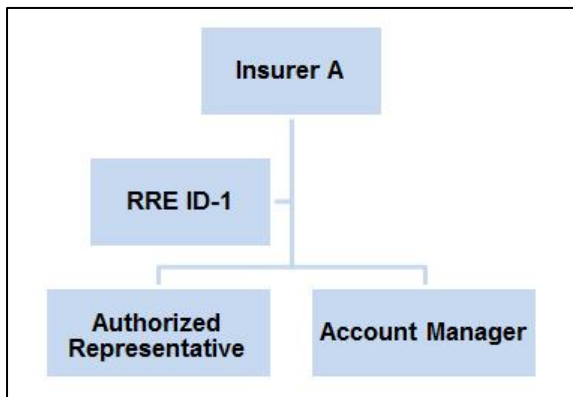 Insurer A
RRE ID-1
Authorized
Representative
Account Manager